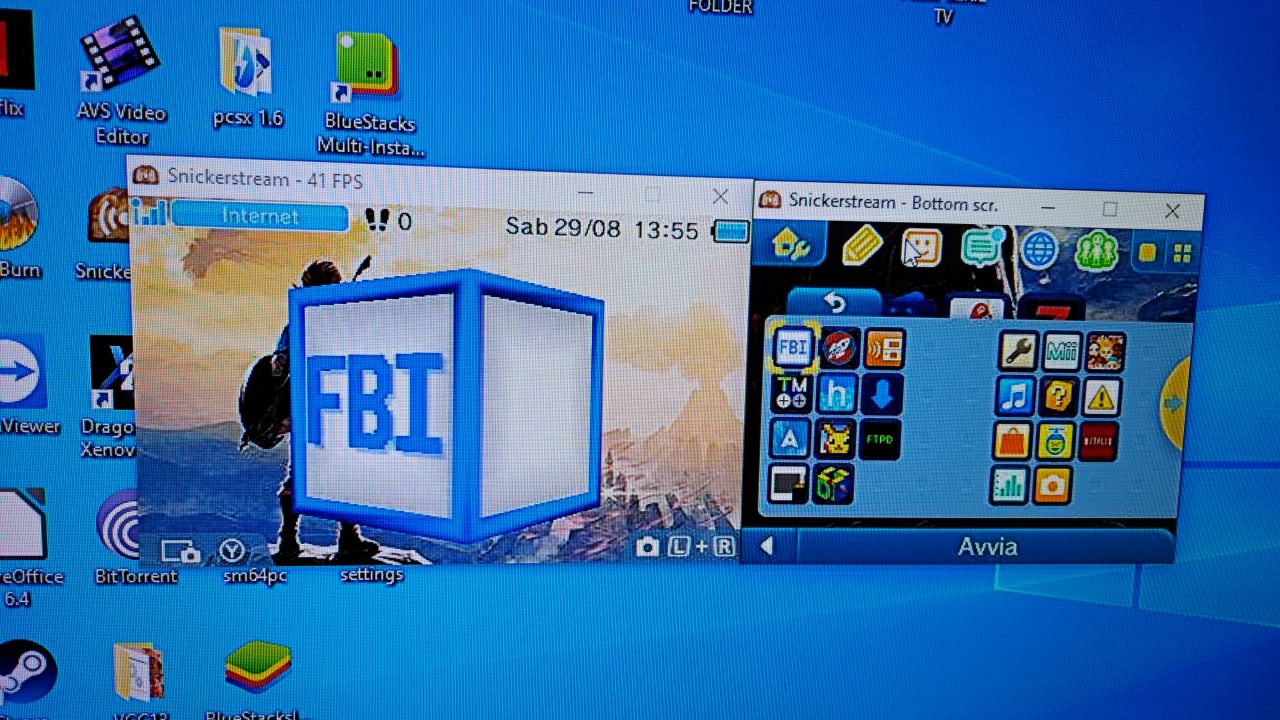 FOLDER
TV
flix
AVS Video
Editor
pcsx 1.6
BlueStacks
Multi-Insta...
Snickerstream - 41 FPS
Snickerstream - Bottom scr.
Internet
0
Sab 29/08 13:55
Burn
Snicke
FBI
FBI
Mii
TM
h
A
FTPD
Viewer
Drago
Xenov
L + R
Avvia
Y
reOffice
6.4
BitTorrent
sm64pc
settings
VGC13
BlueStacks